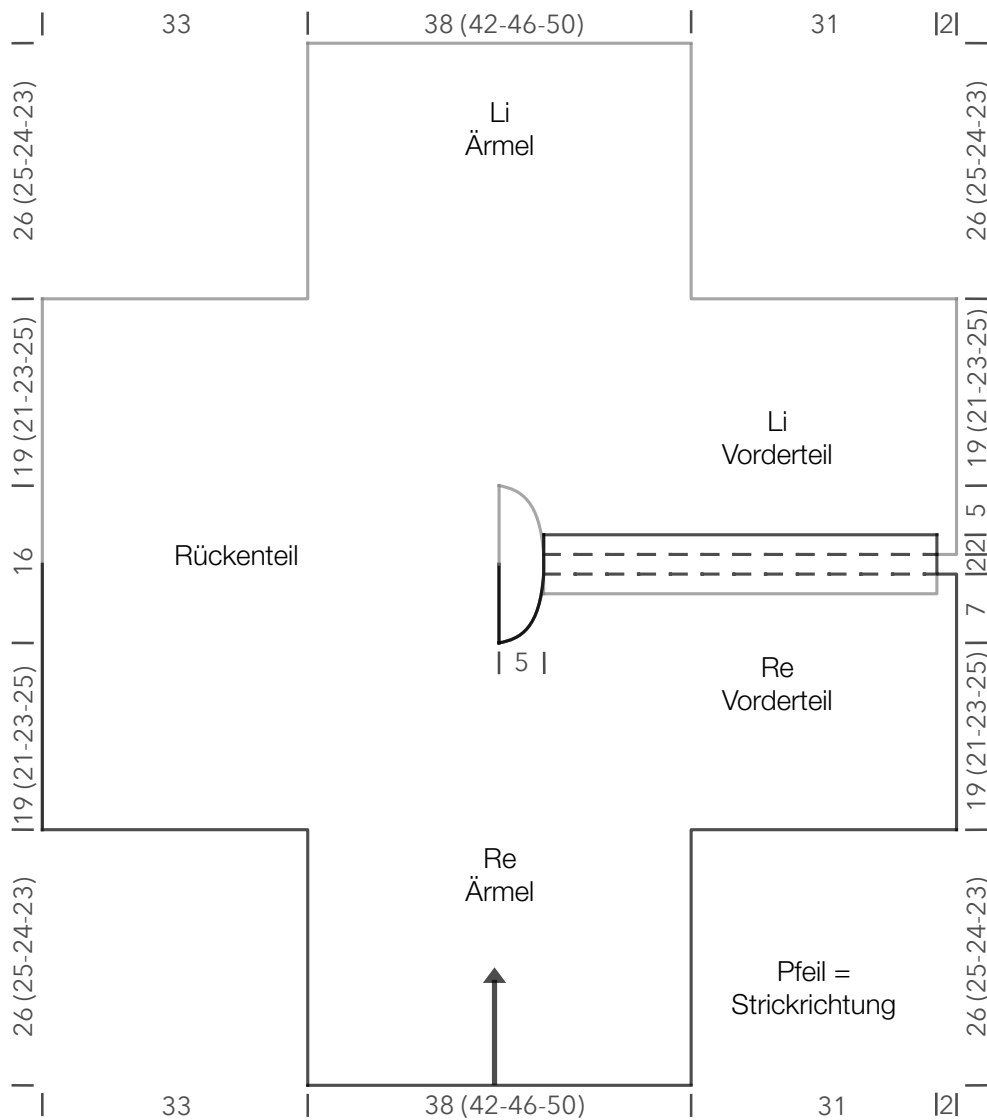 33 38 (42-46-50) 31 2
26 (25-24-23)
26 (25-24-23)
Li
Ärmel
19 (21-23-25)
19 (21-23-25)
Li
Vorderteil
5
Rückenteil
16
2
2
7
5
Re
Vorderteil
19 (21-23-25)
19 (21-23-25)
Re
Ärmel
26 (25-24-23)
26 (25-24-23)
Pfeil =
Strickrichtung
33 38 (42-46-50) 31 2